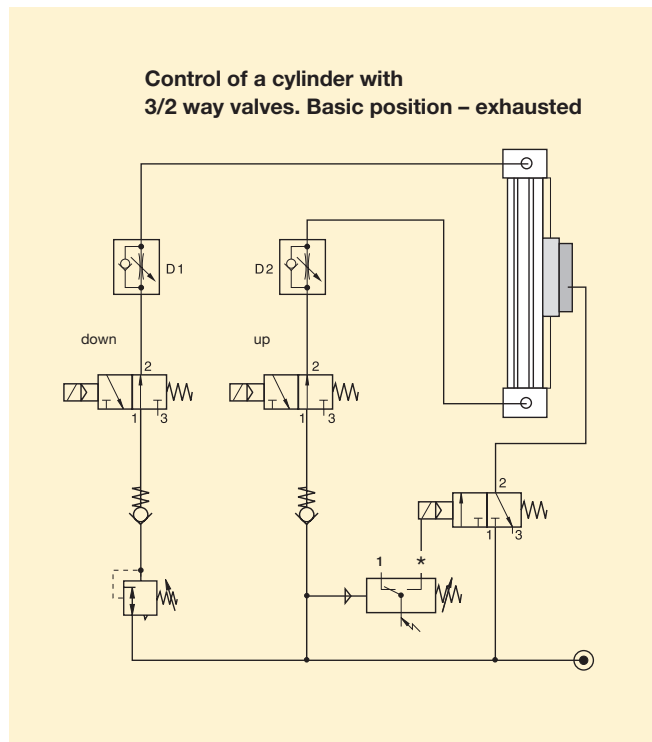 Control of a cylinder with
3/2 way valves. Basic position – exhausted
D1
D2
down
up
2
2
1
3
1
3
2
1
3
1
*